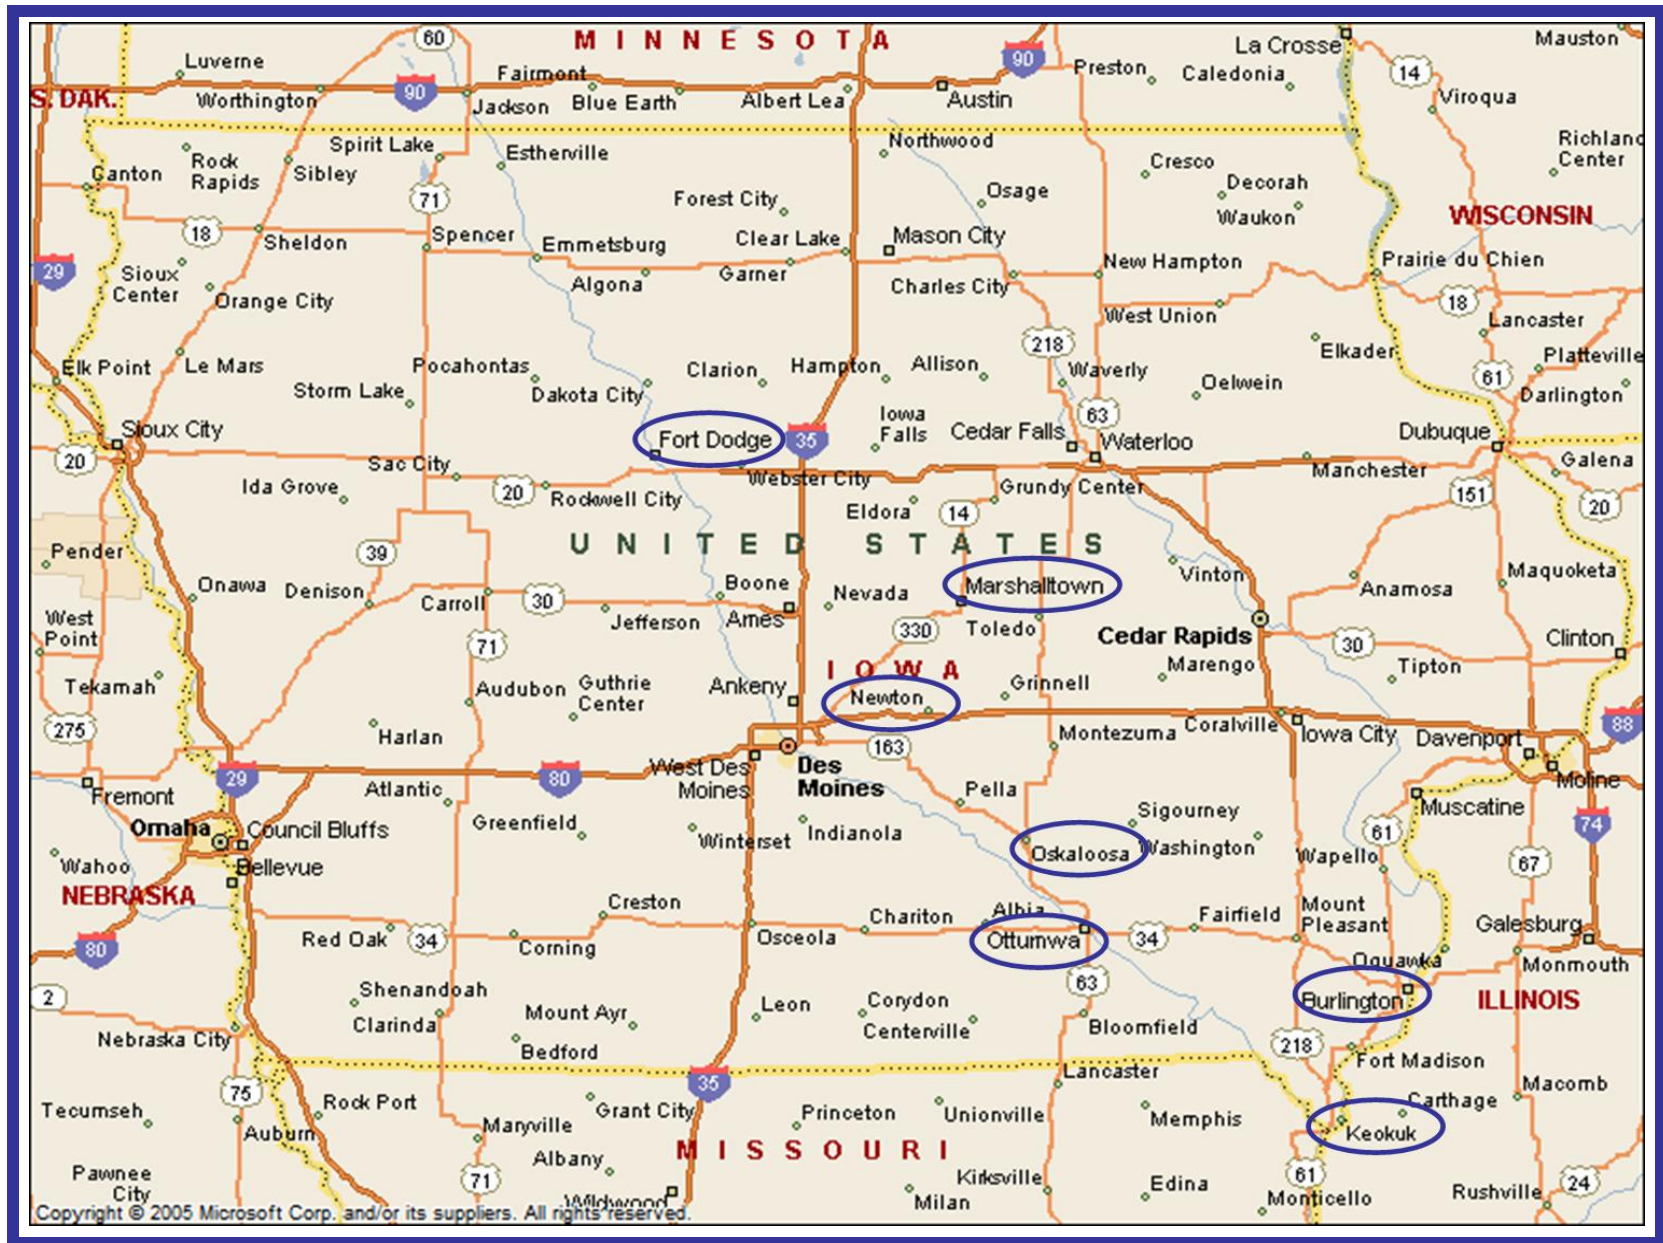 MINNESOTA
60
90
90
La Crosse
Mauston
Luverne
Fairmont
Preston
Caledonia
14
S. DAK.
Worthington
Jackson
Blue Earth
Albert Lea
Austin
Viroqua
Northwood
Richland
Center
Spirit Lake
Estherville
Rock
Rapids
Canton
Sibley
Cresco
Decorah
Waukon
WISCONSIN
71
Forest City
Osage
18
Sheldon
Spencer
Emmetsburg
Clear Lake
Mason City
29
Sioux
Center
Algona
Garner
Charles City
New Hampton
Prairie du Chien
Orange City
West Union
18
Lancaster
218
Elkader
Platteville
Elk Point
Le Mars
Pocahontas
Clarion
Hampton
Allison
Waverly
61
Storm Lake
Dakota City
Oelwein
Darlington
63
Iowa
Falls
Sioux City
Fort Dodge
35
Cedar Falls
Waterloo
Dubuque
20
Sac City
Webster City
Manchester
Galena
Ida Grove
20
Rockwell City
Grundy Center
151
20
Eldora
14
UNITED STATES
Pender
39
Onawa
Denison
Boone
Nevada
Marshalltown
Vinton
Anamosa
Maquoketa
Carroll
30
West
Point
Jefferson
Ames
330
Toledo
Cedar Rapids
30
Clinton
71
IOWA
Marengo
Tipton
Tekamah
Audubon
Guthrie
Center
Ankeny
Newton
Grinnell
275
Harlan
163
Montezuma
Coralville
Iowa City
Davenport
88
29
80
West Des
Moines
Des
Moines
Moline
Fremont
Atlantic
Pella
Sigourney
Muscatine
Omaha
Council Bluffs
Greenfield
Winterset
Indianola
61
74
Wahoo
Bellevue
Oskaloosa
Washington
Wapello
67
NEBRASKA
Creston
Chariton
Albia
Fairfield
Mount
Pleasant
Galesburg
80
Red Oak
34
Corning
Osceola
Ottumwa
34
Oquawka
Monmouth
2
Shenandoah
63
Burlington
ILLINOIS
Clarinda
Mount Ayr
Leon
Corydon
Centerville
Bloomfield
Nebraska City
Bedford
218
Fort Madison
75
35
Lancaster
Macomb
Tecumseh
Rock Port
Grant City
Princeton
Unionville
Memphis
Carthage
Auburn
Maryville
Keokuk
MISSOURI
Pawnee
City
71
Albany
Kirksville
Edina
61
24
Wildwood
Milan
Monticello
Rushville
Copyright © 2005 Microsoft Corp. and/or its suppliers. All rights reserved.